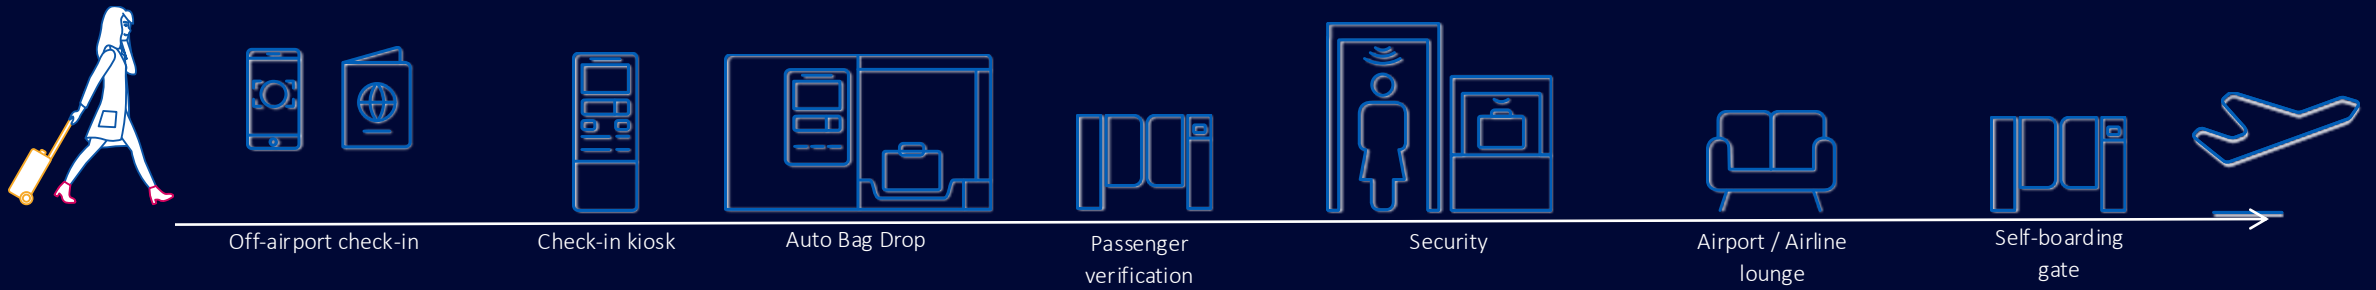 Off-airport check-in
Check-in kiosk
Auto Bag Drop
Passenger
verification
Security
Airport / Airline
lounge
Self-boarding
gate